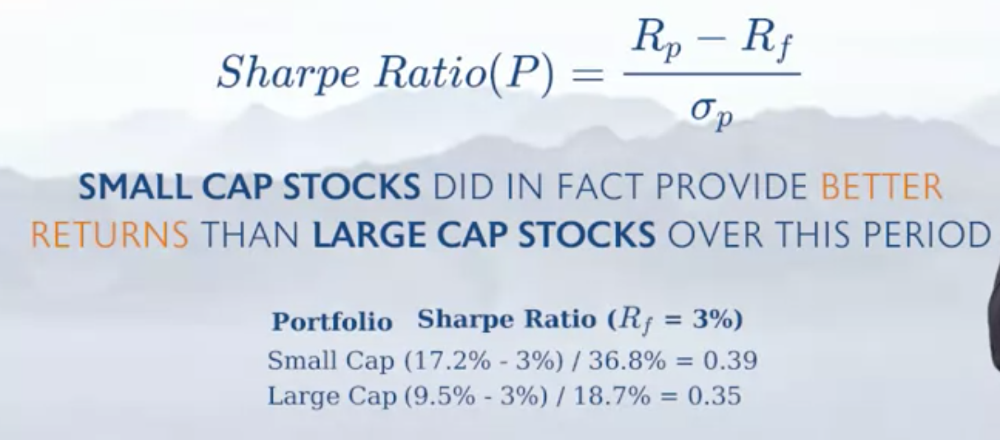 Sharpe Ratio(P) = \frac{R_p - R_f}{\sigma_p}
SMALL CAP STOCKS DID IN FACT PROVIDE BETTER
RETURNS THAN LARGE CAP STOCKS OVER THIS PERIOD
Portfolio Sharpe Ratio (R_f = 3%)
Small Cap (17.2% - 3%) / 36.8% = 0.39
Large Cap (9.5% - 3%) / 18.7% = 0.35